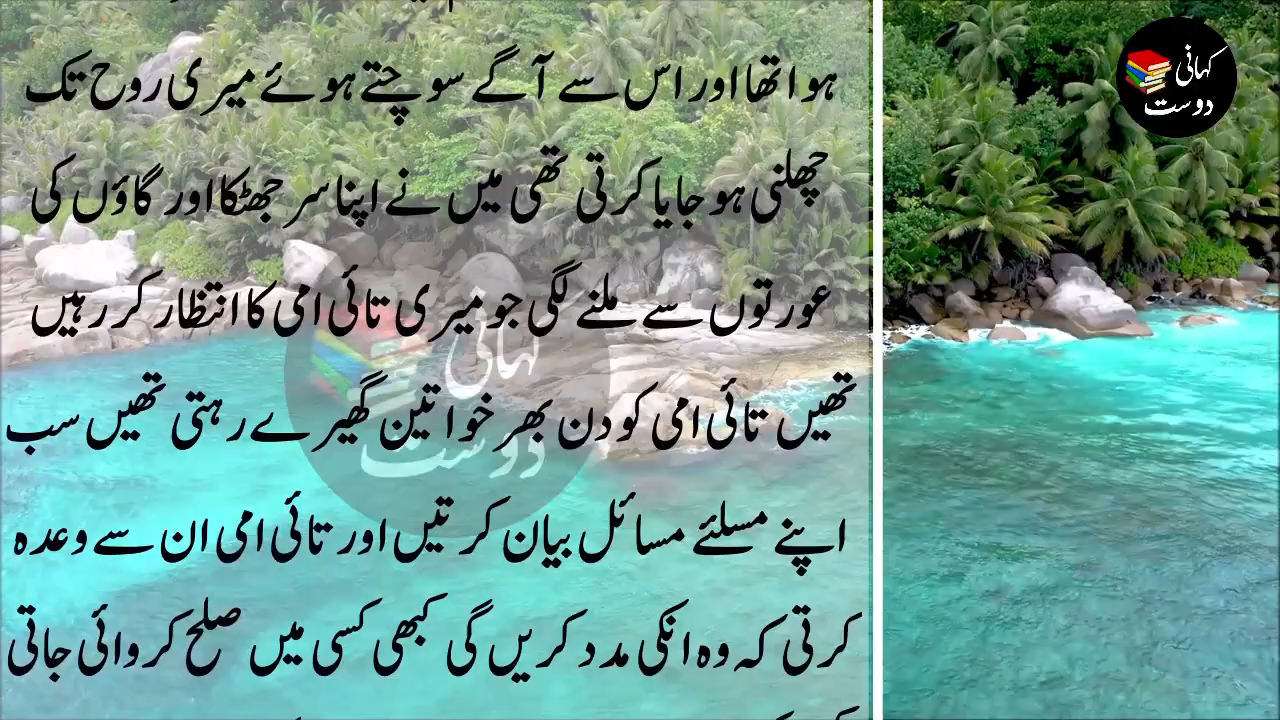 ہوا تھا اور اس سے آگے سوچتے ہوئے میری روح تک
چھلنی ہو جایا کرتی تھی میں نے اپنا سر جھٹکا اور گاؤں کی
عورتوں سے ملنے لگی جو میری تائی امی کا انتظار کر رہیں
تھیں تائی امی کو دن بھر خواتین گھیرے رہتی تھیں سب
اپنے مسلئے مسائل بیان کرتیں اور تائی امی ان سے وعدہ
کرتی کہ وہ انکی مدد کریں گی کبھی کسی میں صلح کروائی جاتی
کہانی
دوست
کہانی
دوست